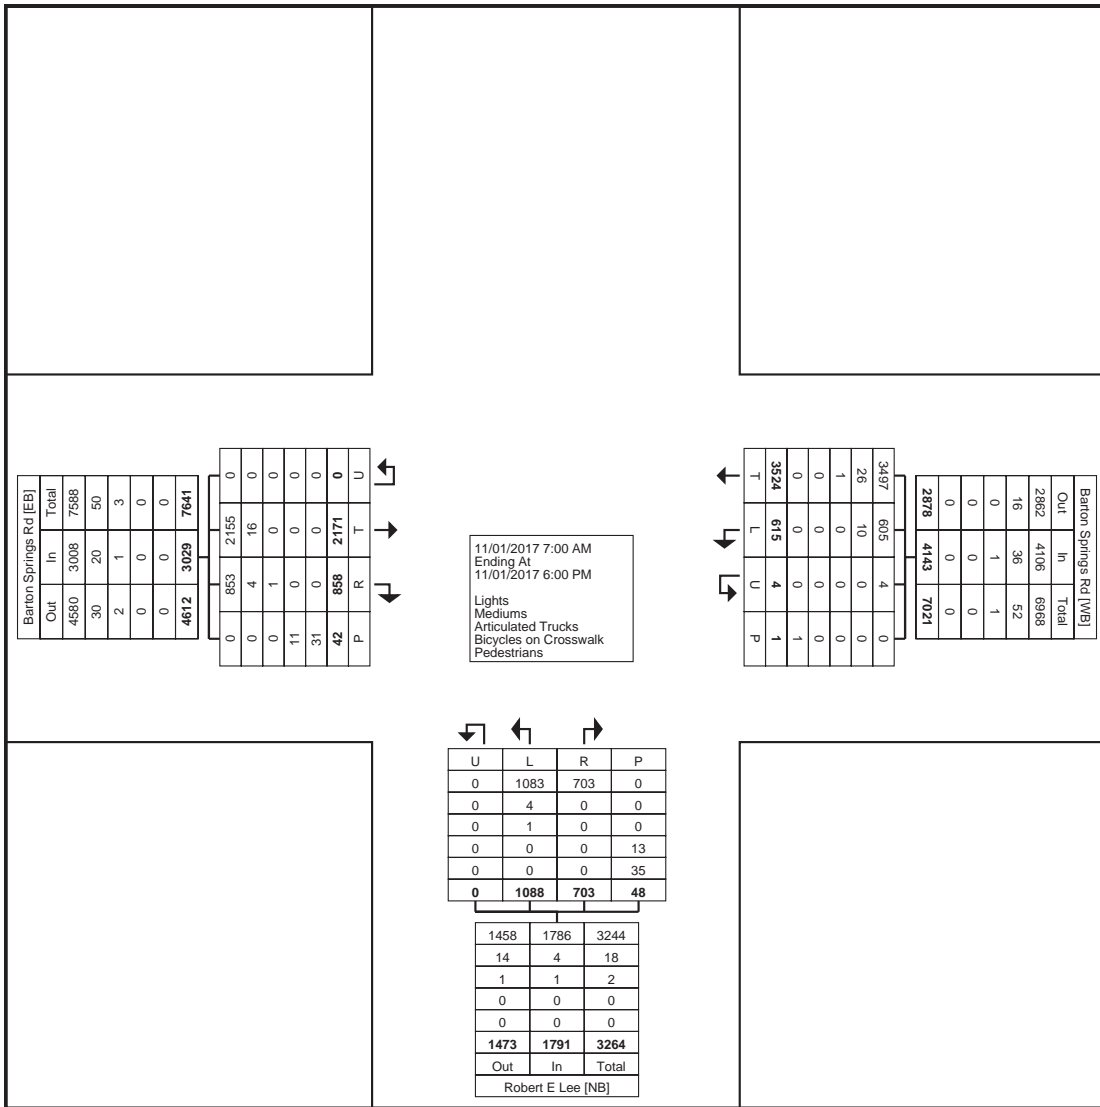 Barton Springs Rd [EB]
Out In Total
4580 3008 7588
30 20 50
2 1 3
0 0 0
0 0 0
4612 3029 7641
0 853 2155 0
0 4 16 0
0 1 0 0
11 0 0 0
31 0 0 0
42 858 2171 0
P R T U
11/01/2017 7:00 AM
Ending At
11/01/2017 6:00 PM
Lights
Mediums
Articulated Trucks
Bicycles on Crosswalk
Pedestrians
Barton Springs Rd [WB]
Out In Total
2862 4106 6968
16 36 52
0 1 1
0 0 0
0 0 0
2878 4143 7021
3497 605 4 0
26 10 0 0
1 0 0 0
0 0 0 0
0 0 0 1
3524 615 4 1
T L U P
U L R P
0 1083 703 0
0 4 0 0
0 1 0 0
0 0 0 13
0 0 0 35
0 1088 703 48
1458 1786 3244
14 4 18
1 1 2
0 0 0
0 0 0
1473 1791 3264
Out In Total
Robert E Lee [NB]